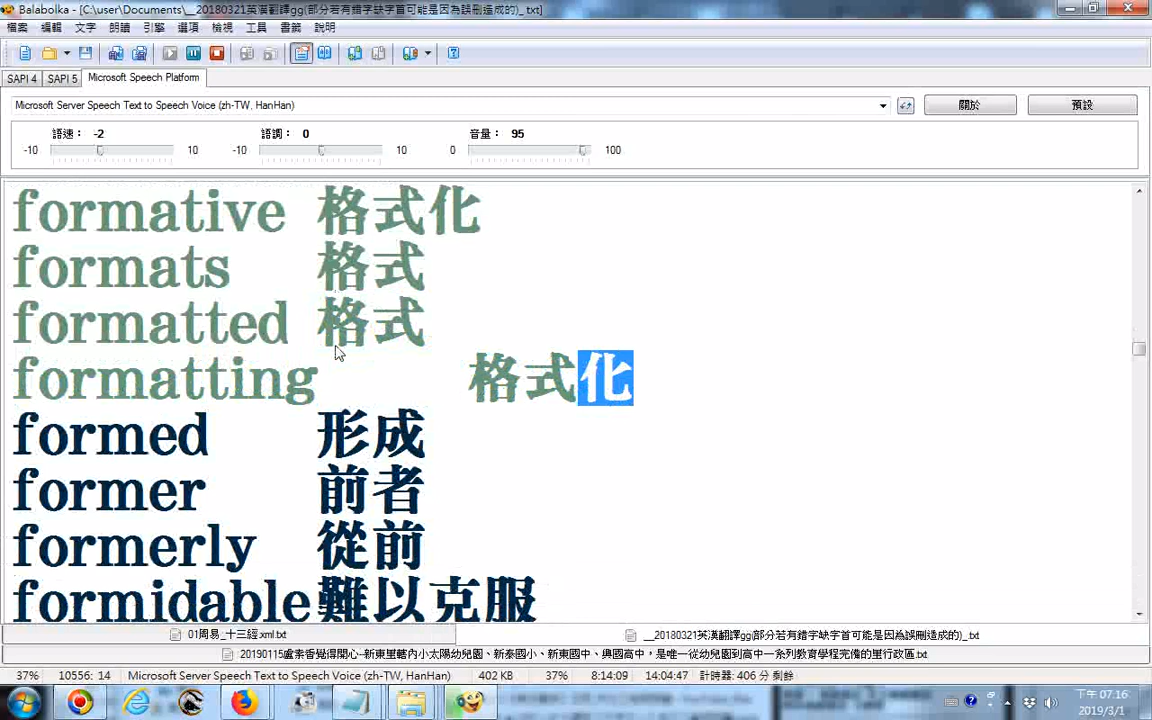 Balabolka - [C:\user\Documents\__20180321英漢翻譯gg(部分若有錯字缺字首可能是因為誤刪造成的)_.txt]
檔案 編輯 文字 朗讀 引擎 選項 檢視 工具 書籤 說明
SAPI 4 SAPI 5 Microsoft Speech Platform
Microsoft Server Speech Text to Speech Voice (zh-TW, HanHan) 關於 預設
語速： -2 語調： 0 音量： 95
-10 10 -10 10 0 100
formative 格式化
formats 格式
formatted 格式
formatting 格式化
formed 形成
former 前者
formerly 從前
formidable 難以克服
01周易_十三經.xml.txt __20180321英漢翻譯gg(部分若有錯字缺字首可能是因為誤刪造成的)_.txt
20190115盧素香覺得開心--新東里轄內小太陽幼兒園、新泰國小、新東國中、興國高中，是唯一從幼兒園到高中一系列教育學程完備的里行政區.txt
37% 10556: 14 Microsoft Server Speech Text to Speech Voice (zh-TW, HanHan) 402 KB 37% 8:14:09 14:04:47 計時器: 406 分 剩餘
下午 07:16
2019/3/1